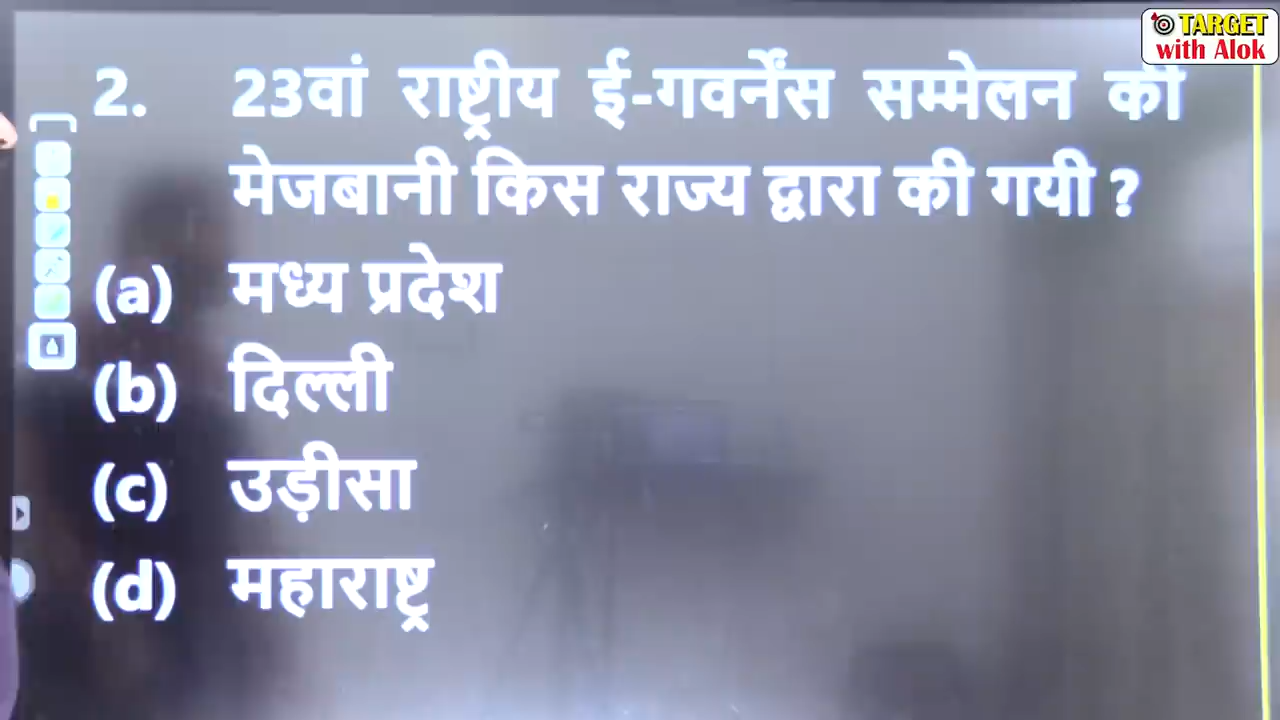 TARGET
with Alok
2. 23वां राष्ट्रीय ई-गवर्नेंस सम्मेलन की
मेजबानी किस राज्य द्वारा की गयी ?
(a) मध्य प्रदेश
(b) दिल्ली
(c) उड़ीसा
(d) महाराष्ट्र